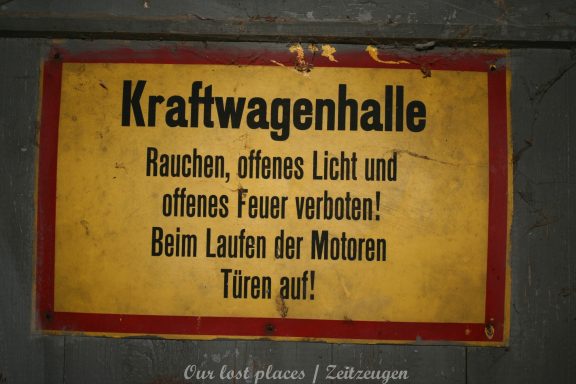 Kraftwagenhalle
Rauchen, offenes Licht und
offenes Feuer verboten!
Beim Laufen der Motoren
Türen auf!
Our lost places / Zeitzeugen